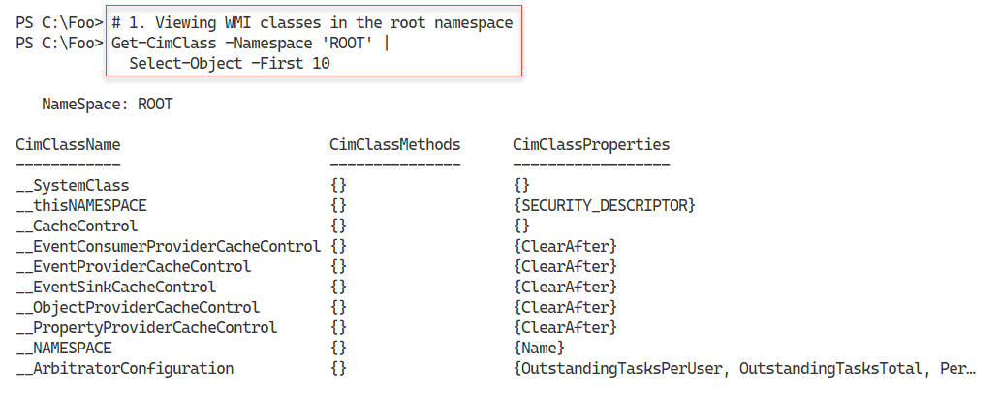 PS C:\Foo> # 1. Viewing WMI classes in the root namespace
PS C:\Foo> Get-CimClass -Namespace 'ROOT' |
Select-Object -First 10
NameSpace: ROOT
CimClassName CimClassMethods CimClassProperties
------------ --------------- ------------------
__SystemClass {} {}
__thisNAMESPACE {} {SECURITY_DESCRIPTOR}
__CacheControl {} {}
__EventConsumerProviderCacheControl {} {ClearAfter}
__EventProviderCacheControl {} {ClearAfter}
__EventSinkCacheControl {} {ClearAfter}
__ObjectProviderCacheControl {} {ClearAfter}
__PropertyProviderCacheControl {} {ClearAfter}
__NAMESPACE {} {Name}
__ArbitratorConfiguration {} {OutstandingTasksPerUser, OutstandingTasksTotal, Per…